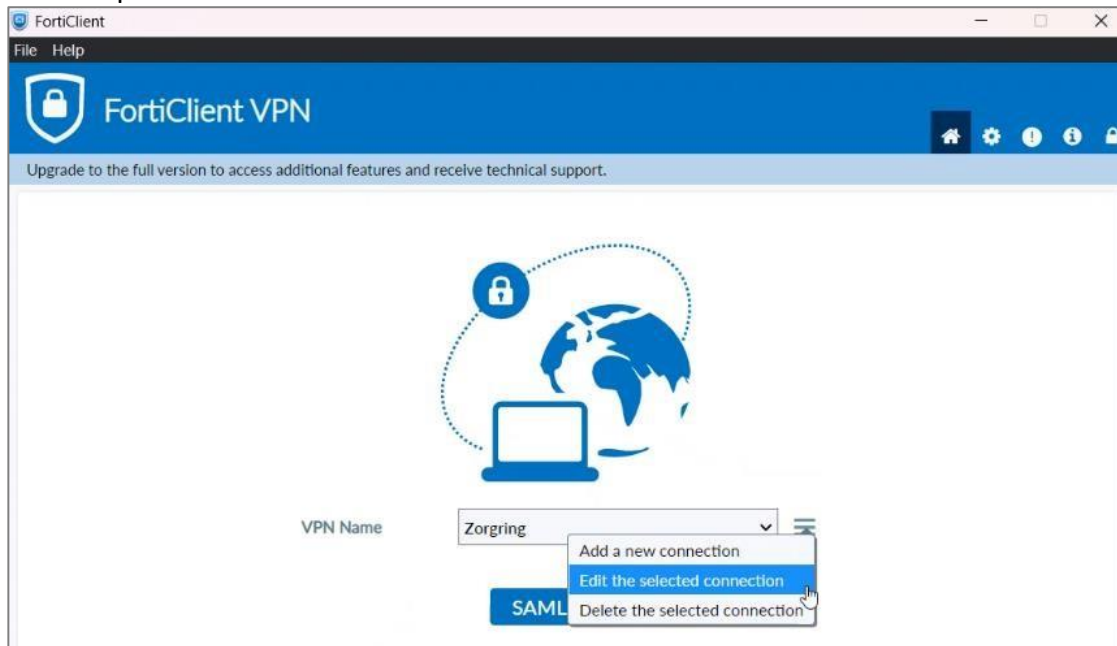 FortiClient
File Help
FortiClient VPN
Upgrade to the full version to access additional features and receive technical support.
VPN Name
Zorgring
Add a new connection
Edit the selected connection
SAML
Delete the selected connection